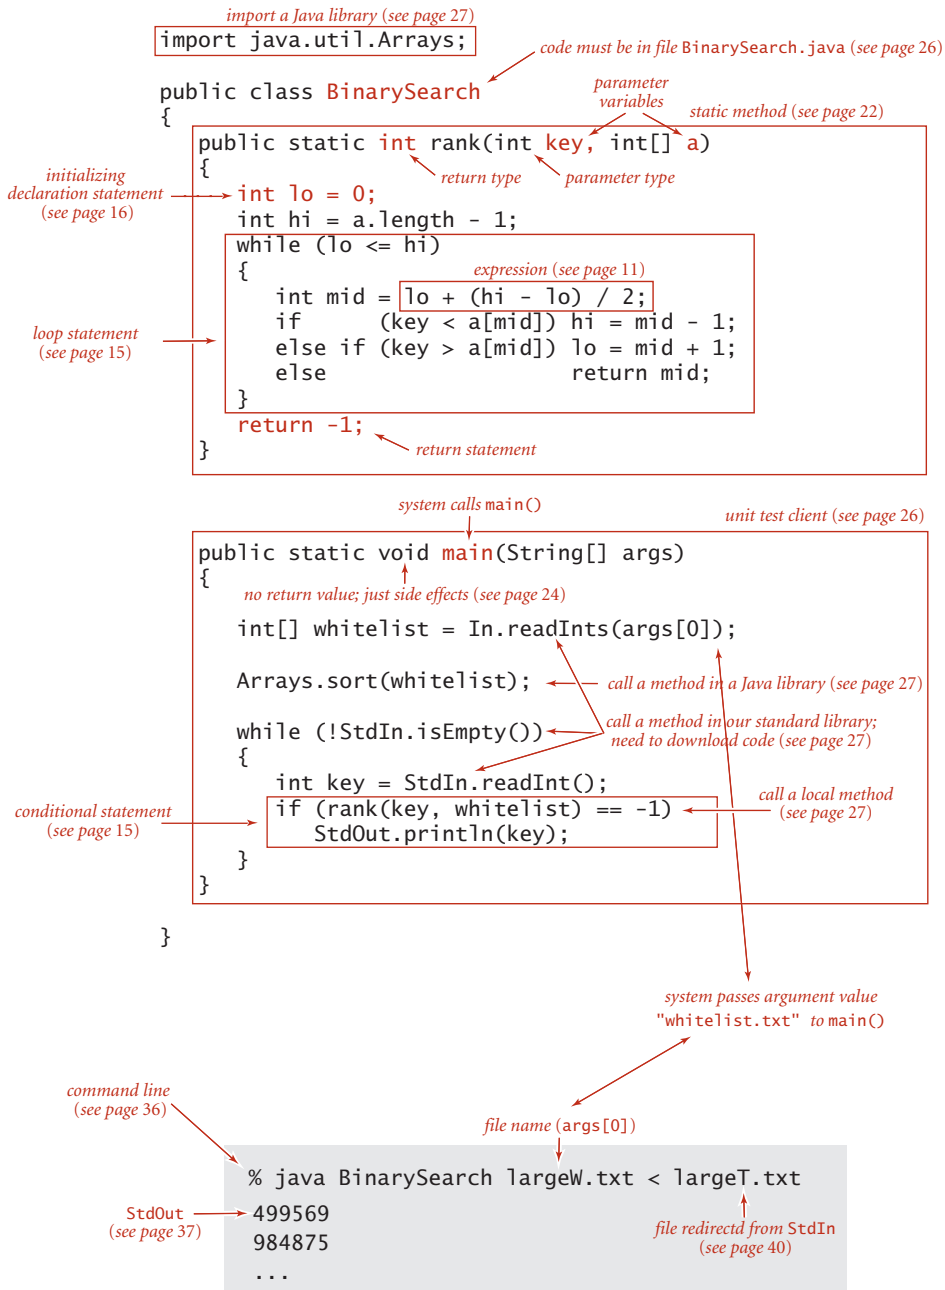 import a Java library (see page 27)
import java.util.Arrays;
code must be in file BinarySearch.java (see page 26)
public class BinarySearch
parameter
variables
{
static method (see page 22)
public static int rank(int key, int[] a)
{
return type
parameter type
initializing
declaration statement
(see page 16)
int lo = 0;
int hi = a.length - 1;
while (lo <= hi)
{
expression (see page 11)
int mid = lo + (hi - lo) / 2;
if (key < a[mid]) hi = mid - 1;
loop statement
(see page 15)
else if (key > a[mid]) lo = mid + 1;
else return mid;
}
return -1;
return statement
}
system calls main()
unit test client (see page 26)
public static void main(String[] args)
{
no return value; just side effects (see page 24)
int[] whitelist = In.readInts(args[0]);
Arrays.sort(whitelist);
call a method in a Java library (see page 27)
call a method in our standard library;
need to download code (see page 27)
while (!StdIn.isEmpty())
{
int key = StdIn.readInt();
conditional statement
(see page 15)
if (rank(key, whitelist) == -1)
call a local method
(see page 27)
StdOut.println(key);
}
}
}
system passes argument value
"whitelist.txt" to main()
command line
(see page 36)
file name (args[0])
% java BinarySearch largeW.txt < largeT.txt
StdOut
(see page 37)
499569
file redirectd from StdIn
(see page 40)
984875
...